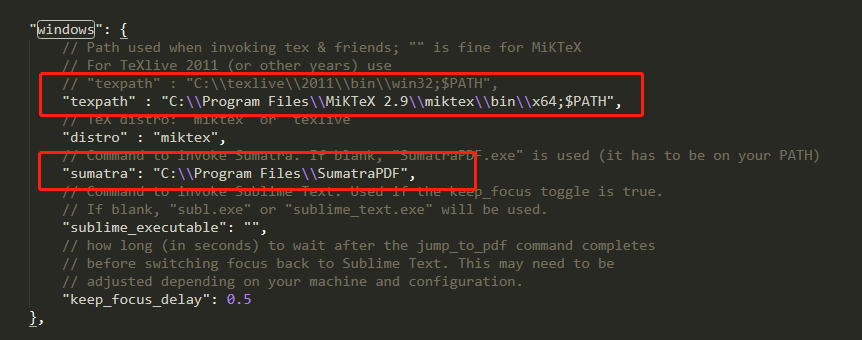 "windows": {
// Path used when invoking tex & friends; "" is fine for MiKTeX
// For TeXlive 2011 (or other years) use
// "texpath" : "C:\\texlive\\2011\\bin\\win32;$PATH",
"texpath" : "C:\\Program Files\\MiKTeX 2.9\\miktex\\bin\\x64;$PATH",
// TeX distro: "miktex" or "texlive"
"distro" : "miktex",
// Command to invoke Sumatra. If blank, "SumatraPDF.exe" is used (it has to be on your PATH)
"sumatra": "C:\\Program Files\\SumatraPDF",
// Command to invoke Sublime Text. Used if the keep_focus toggle is true.
// If blank, "subl.exe" or "sublime_text.exe" will be used.
"sublime_executable": "",
// how long (in seconds) to wait after the jump_to_pdf command completes
// before switching focus back to Sublime Text. This may need to be
// adjusted depending on your machine and configuration.
"keep_focus_delay": 0.5
},